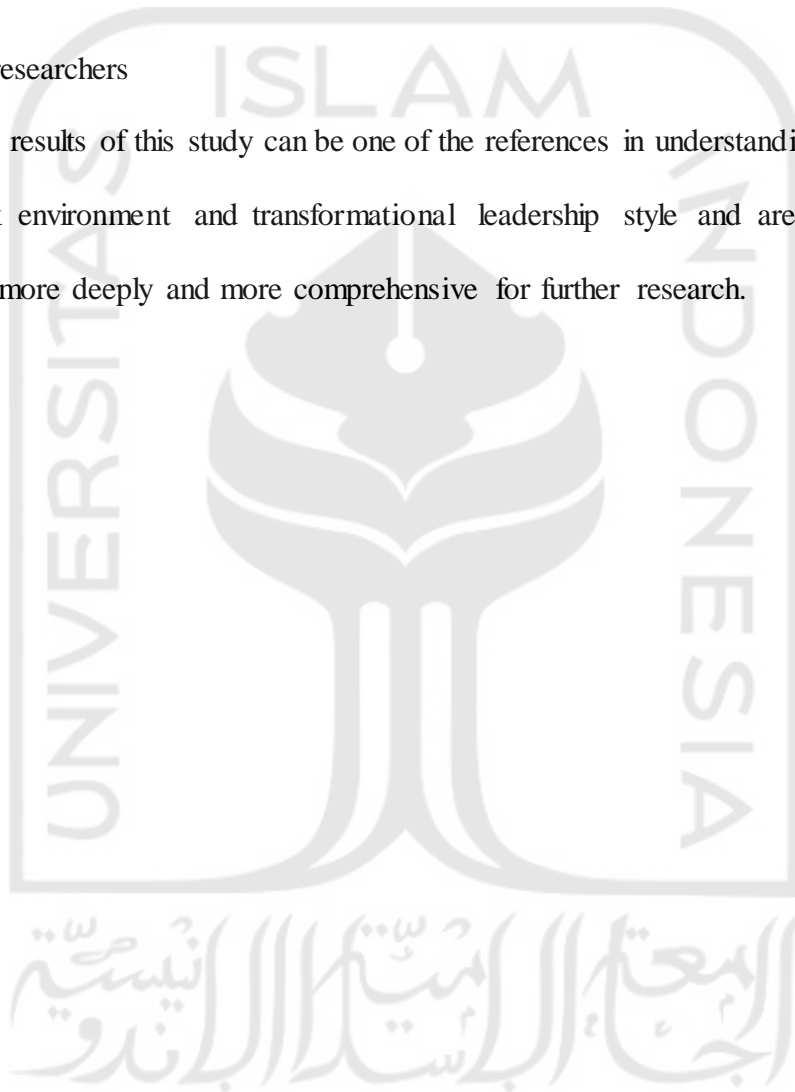 researchers
results of this study can be one of the references in understandi
environment and transformational leadership style and are
more deeply and more comprehensive for further research.
ISLAM
UNIVERSITAS
INDONESIA